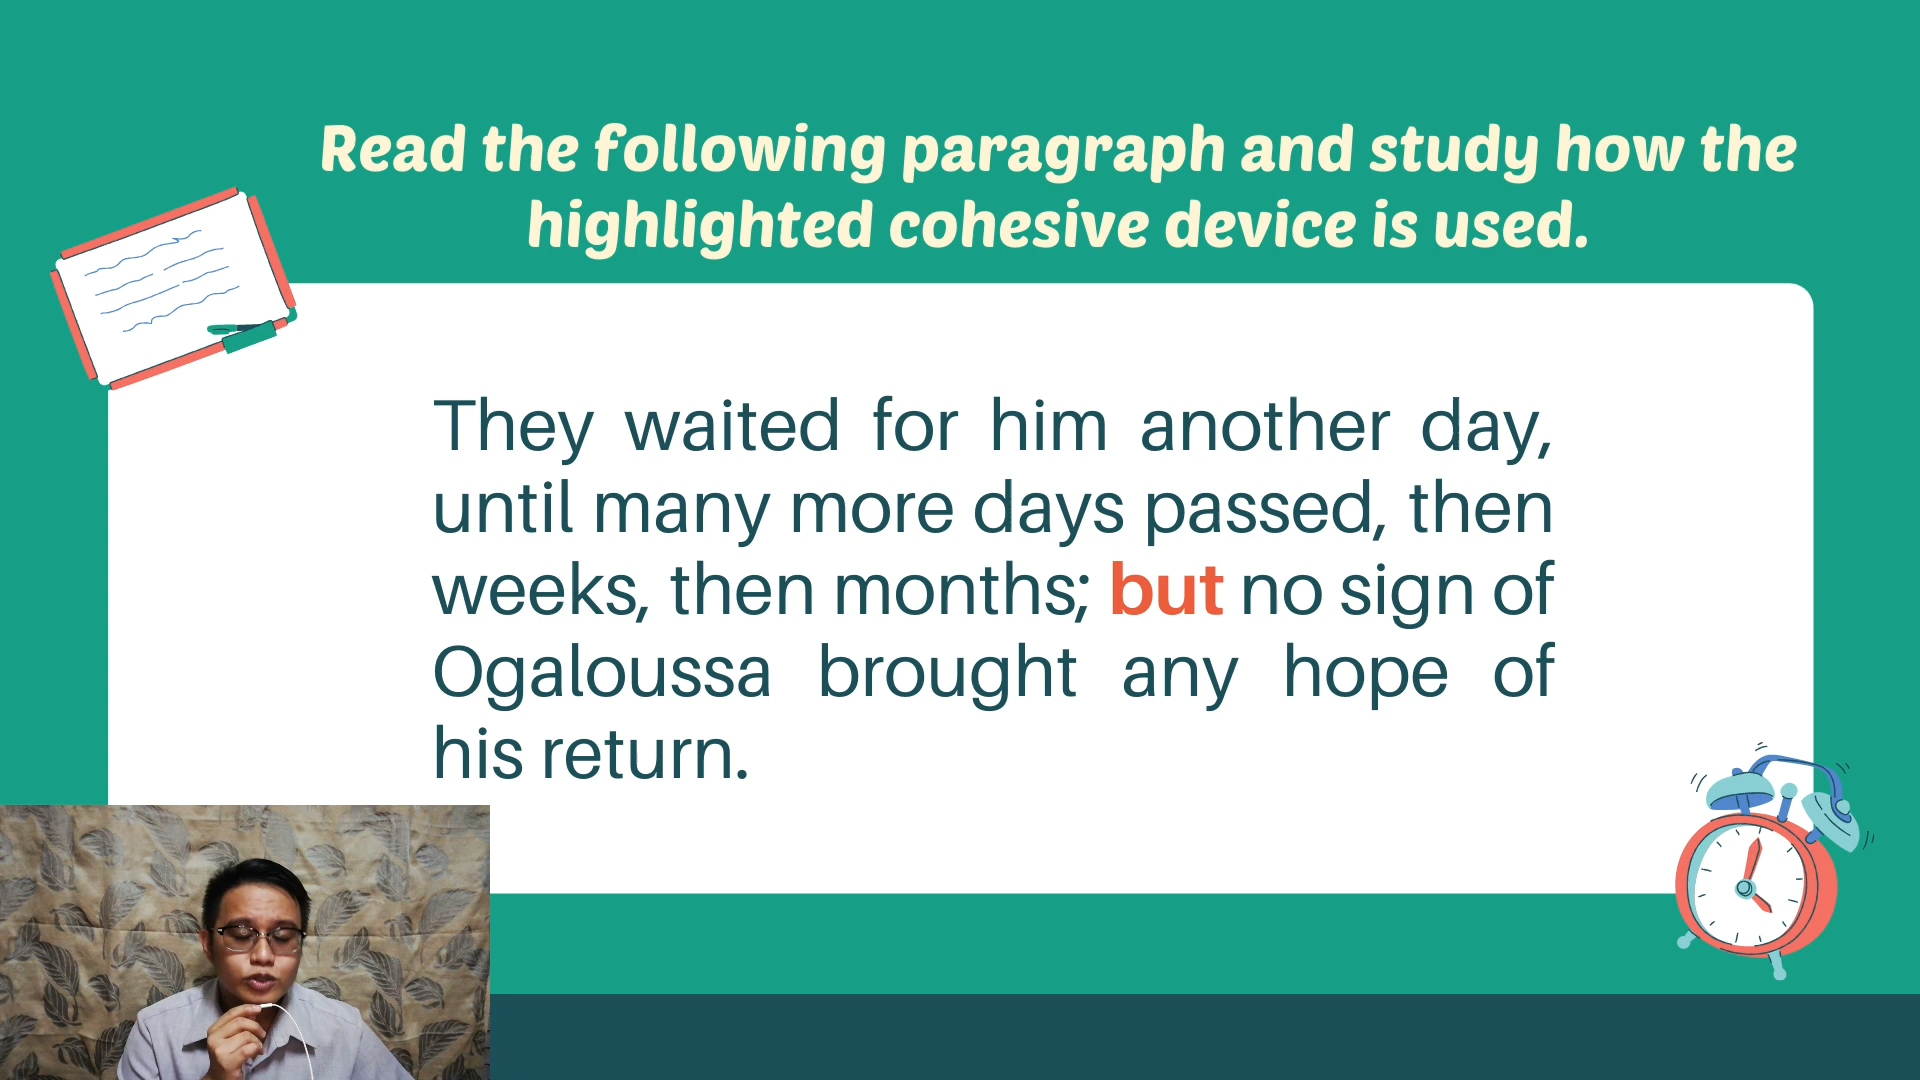 Read the following paragraph and study how the
highlighted cohesive device is used.
They waited for him another day,
until many more days passed, then
weeks, then months; but no sign of
Ogaloussa brought any hope of
his return.